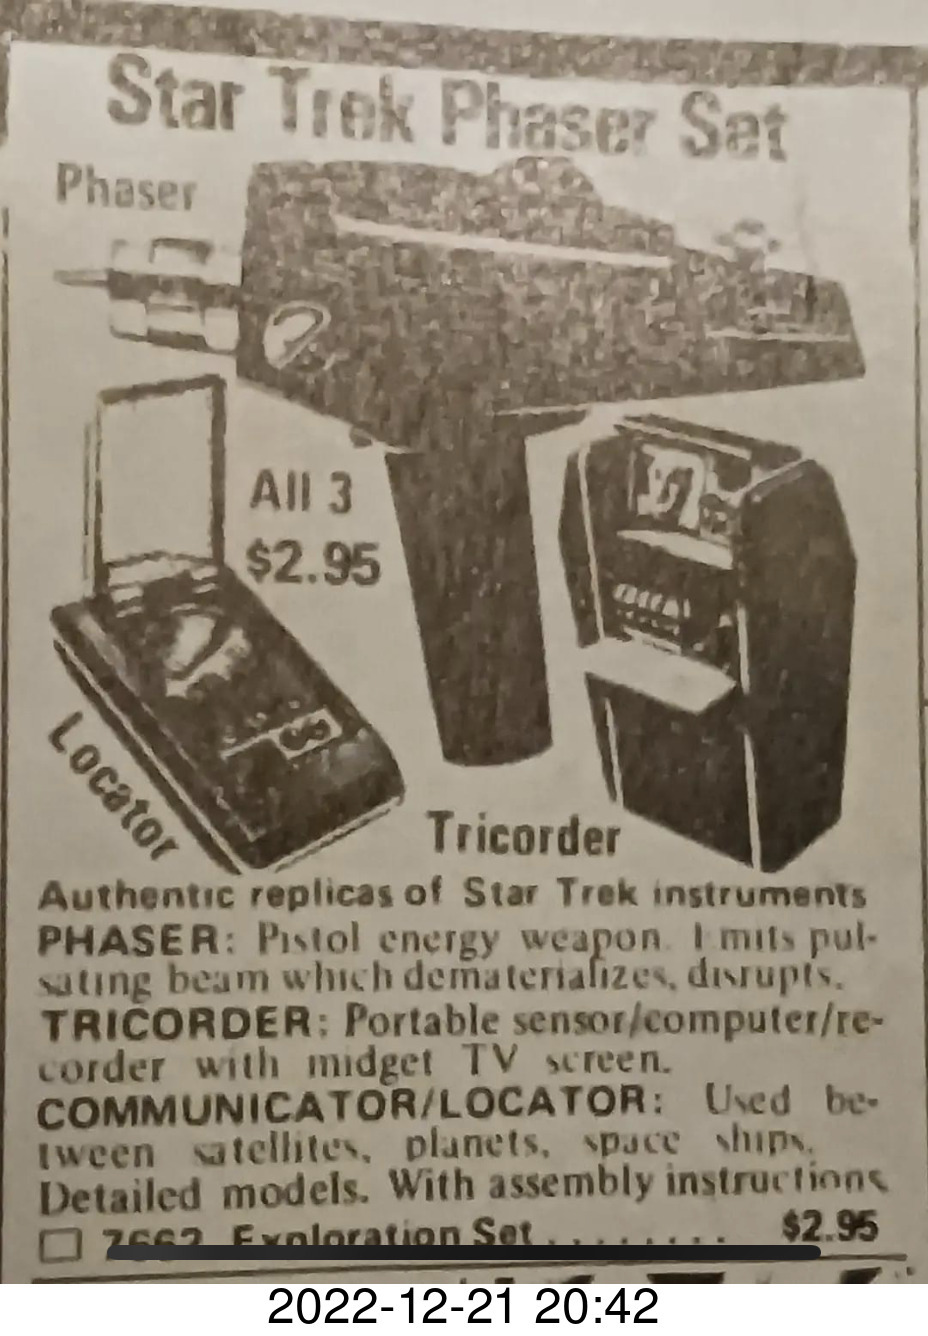 Star Trek Phaser Set
Phaser
All 3
$2.95
Locator
Tricorder
Authentic replicas of Star Trek instruments
PHASER: Pistol energy weapon. Emits pul-
sating beam which dematerializes, disrupts.
TRICORDER: Portable sensor/computer/re-
corder with midget TV screen.
COMMUNICATOR/LOCATOR: Used be-
tween satellites, planets, space ships.
Detailed models. With assembly instructions
Exploration Set ........ $2.95
2022-12-21 20:42